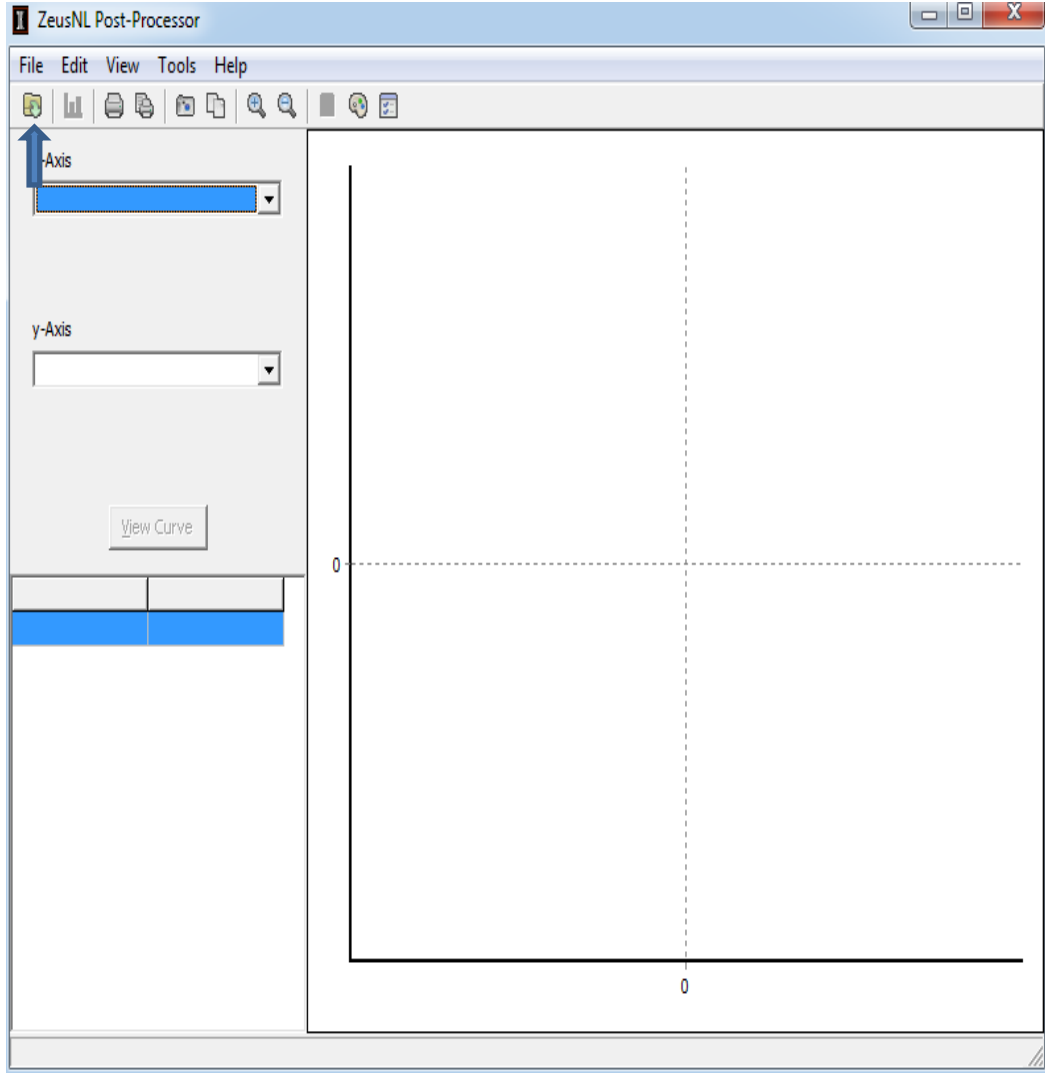 ZeusNL Post-Processor
File Edit View Tools Help
-Axis
y-Axis
View Curve
0
0